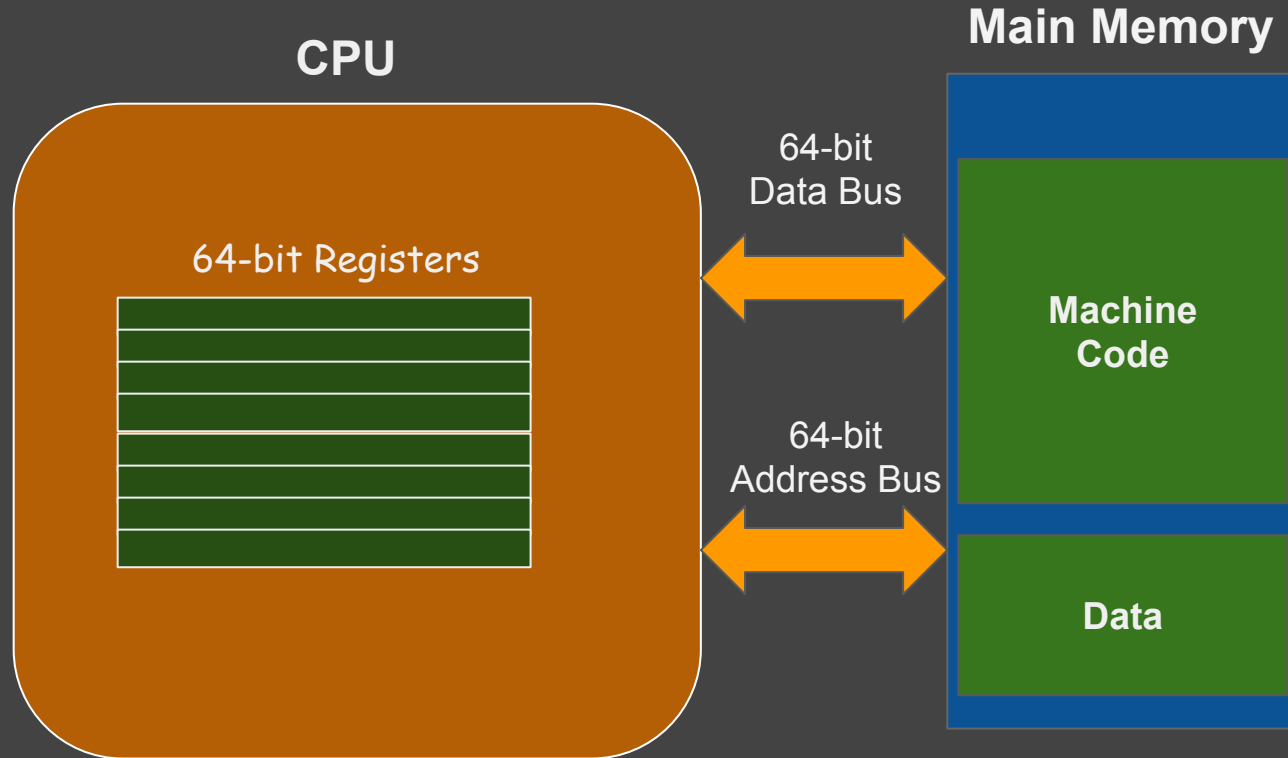 CPU
Main Memory
64-bit Registers
64-bit
Data Bus
64-bit
Address Bus
Machine
Code
Data